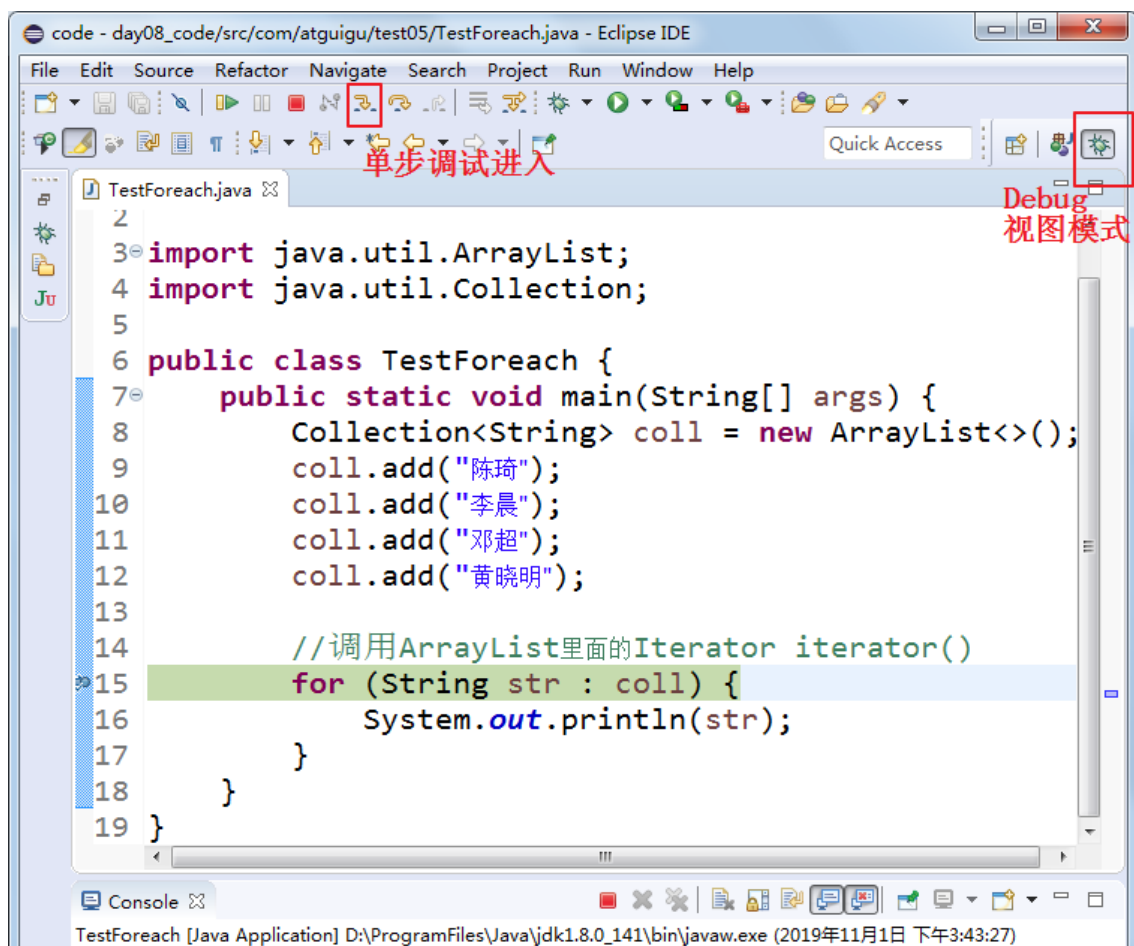 code - day08_code/src/com/atguigu/test05/TestForeach.java - Eclipse IDE
File Edit Source Refactor Navigate Search Project Run Window Help
Quick Access
单步调试进入
Debug
视图模式
TestForeach.java
2
3 import java.util.ArrayList;
4 import java.util.Collection;
5
6 public class TestForeach {
7 public static void main(String[] args) {
8 Collection<String> coll = new ArrayList<>();
9 coll.add("陈琦");
10 coll.add("李晨");
11 coll.add("邓超");
12 coll.add("黄晓明");
13
14 //调用ArrayList里面的Iterator iterator()
15 for (String str : coll) {
16 System.out.println(str);
17 }
18 }
19 }
Ju
Console
TestForeach [Java Application] D:\ProgramFiles\Java\jdk1.8.0_141\bin\javaw.exe (2019年11月1日 下午3:43:27)